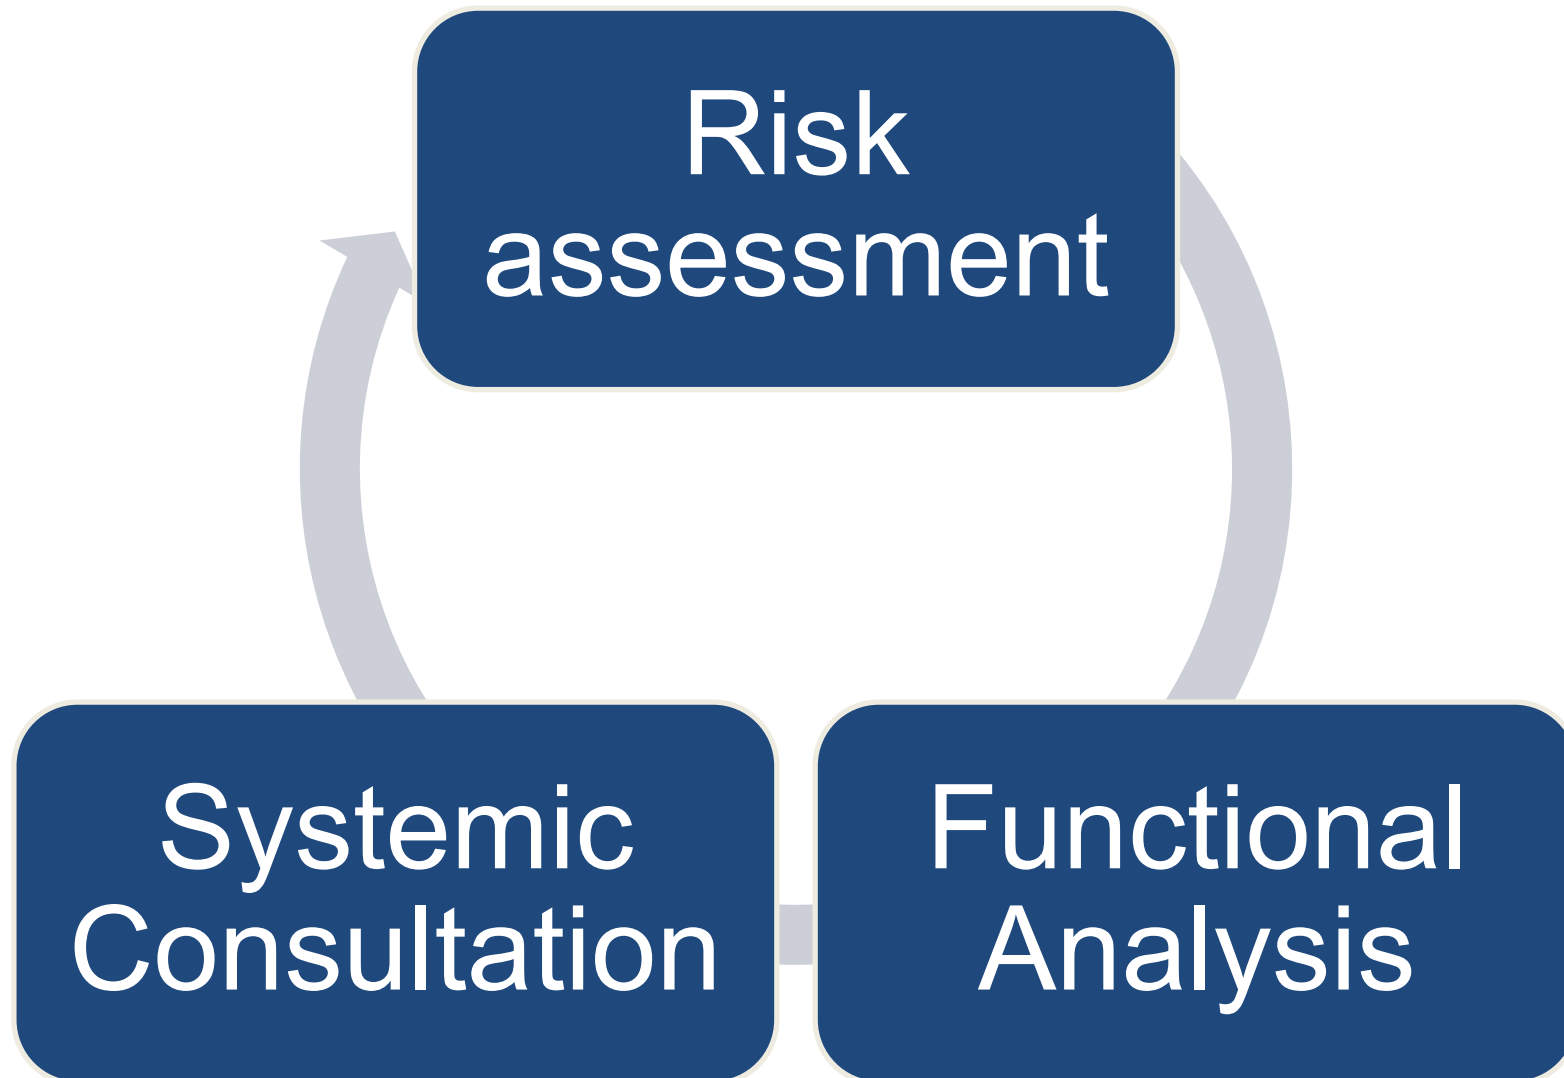 Risk
assessment
Systemic
Consultation
Functional
Analysis